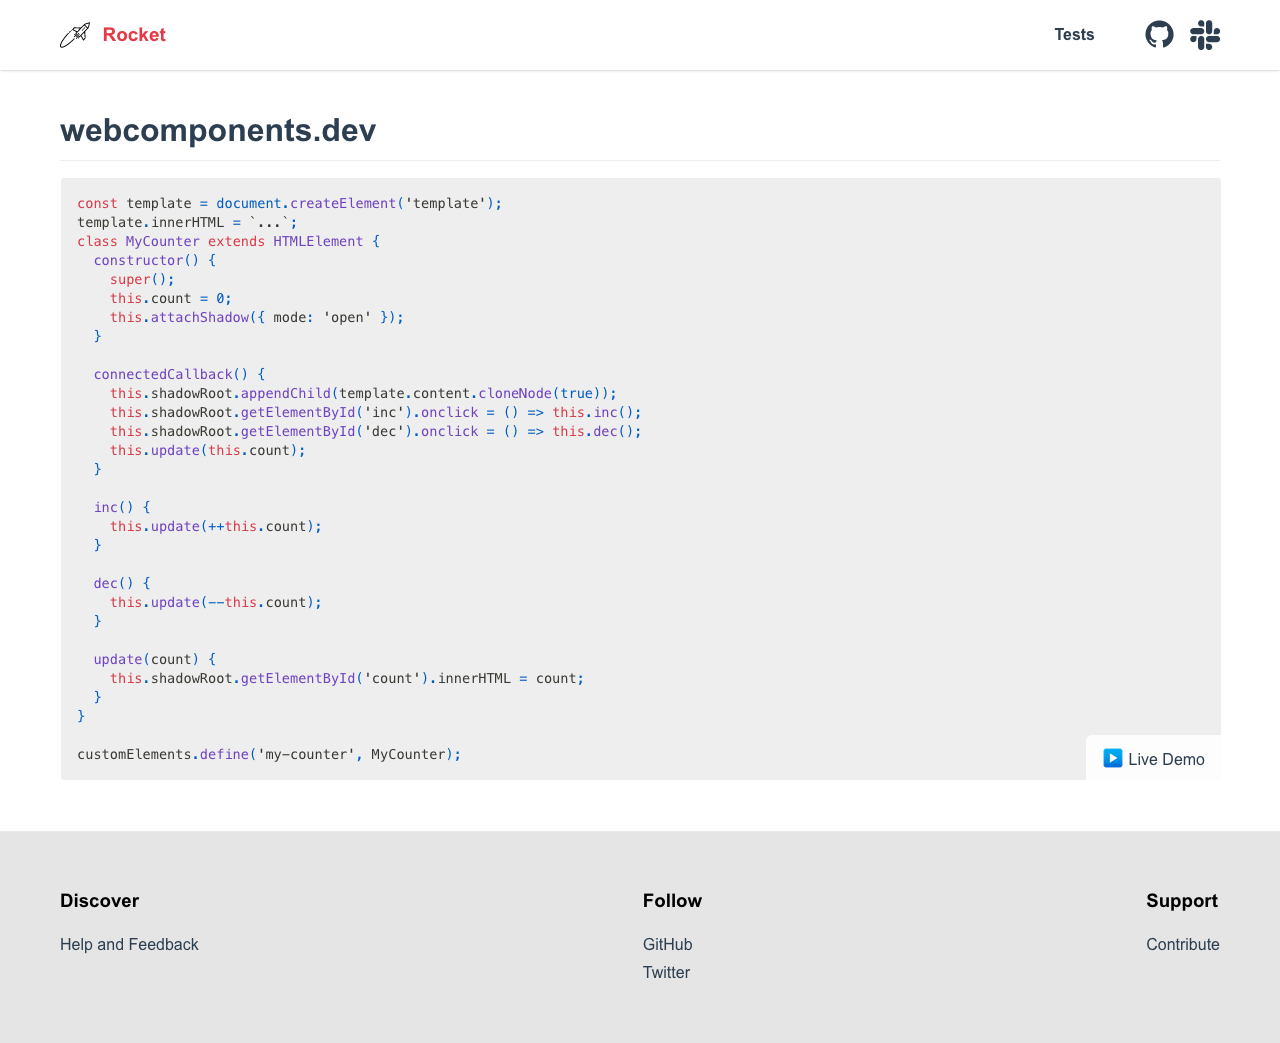 Rocket
Tests
webcomponents.dev
const template = document.createElement('template');
template.innerHTML = `...`;
class MyCounter extends HTMLElement {
  constructor() {
    super();
    this.count = 0;
    this.attachShadow({ mode: 'open' });
  }

  connectedCallback() {
    this.shadowRoot.appendChild(template.content.cloneNode(true));
    this.shadowRoot.getElementById('inc').onclick = () => this.inc();
    this.shadowRoot.getElementById('dec').onclick = () => this.dec();
    this.update(this.count);
  }

  inc() {
    this.update(++this.count);
  }

  dec() {
    this.update(--this.count);
  }

  update(count) {
    this.shadowRoot.getElementById('count').innerHTML = count;
  }
}

customElements.define('my-counter', MyCounter);
Live Demo
Discover
Help and Feedback
Follow
GitHub
Twitter
Support
Contribute